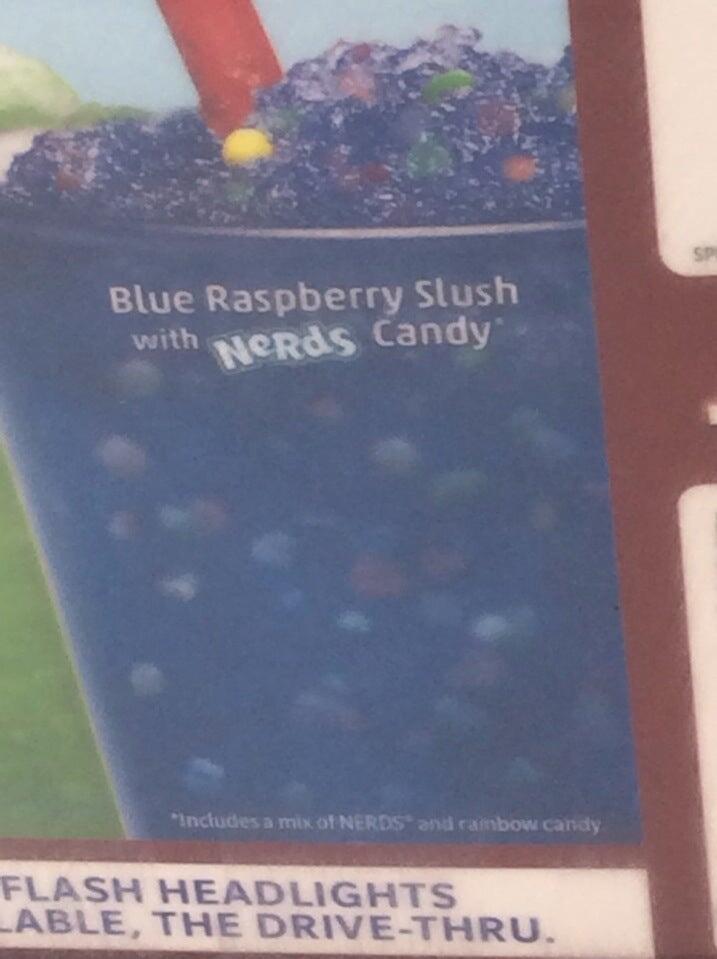 Blue Raspberry Slush
with NeRds Candy*
*Includes a mix of NERDS® and rainbow candy
FLASH HEADLIGHTS
LABLE, THE DRIVE-THRU.
SP